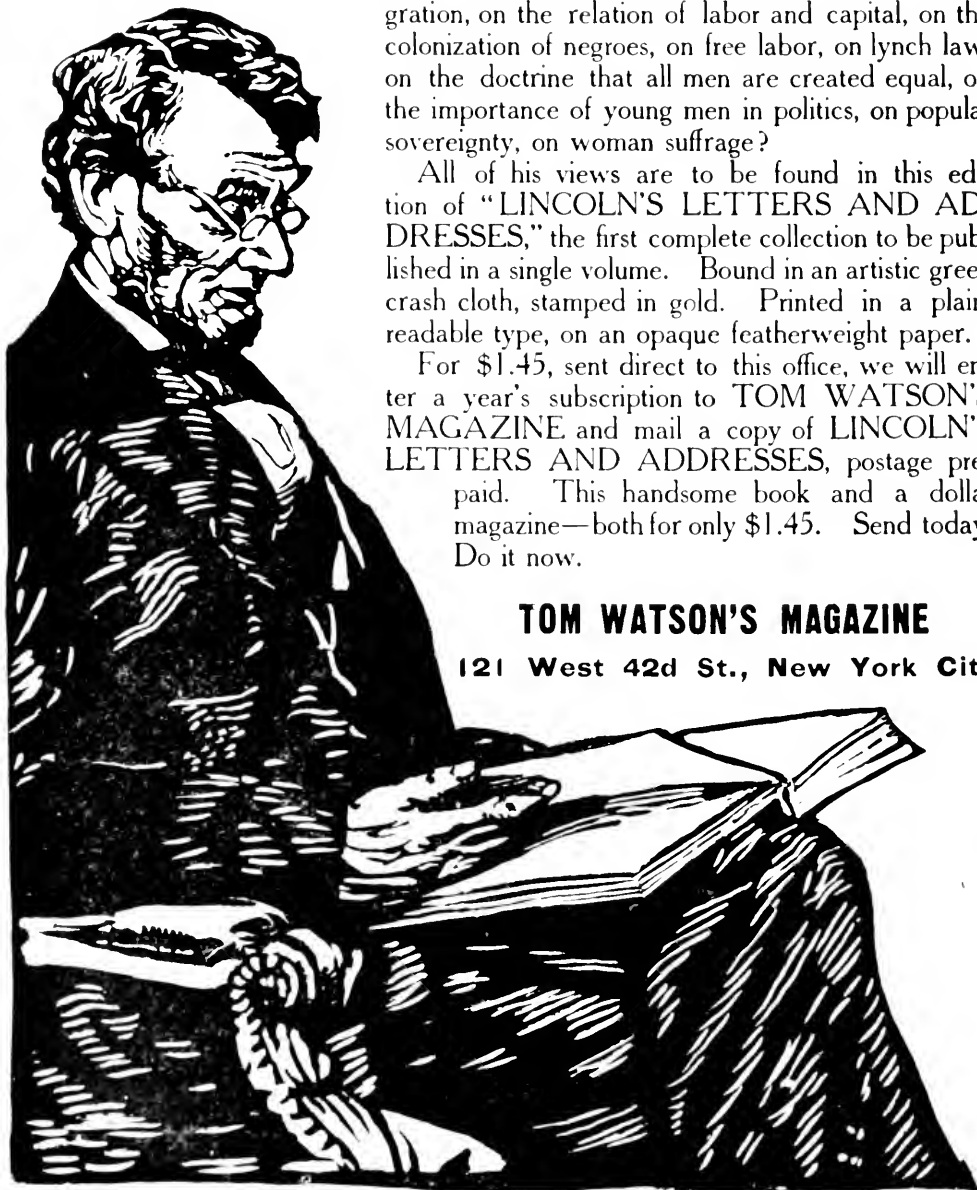 gration, on the relation of labor and capital, on th
colonization of negroes, on free labor, on lynch law
on the doctrine that all men are created equal, o
the importance of young men in politics, on popula
sovereignty, on woman suffrage?
All of his views are to be found in this ed
tion of "LINCOLN'S LETTERS AND AD
DRESSES," the first complete collection to be pub
lished in a single volume. Bound in an artistic gree
crash cloth, stamped in gold. Printed in a plain
readable type, on an opaque featherweight paper.
For $1.45, sent direct to this office, we will en
ter a year's subscription to TOM WATSON'S
MAGAZINE and mail a copy of LINCOLN'
LETTERS AND ADDRESSES, postage pre
paid. This handsome book and a dolla
magazine—both for only $1.45. Send today
Do it now.
TOM WATSON'S MAGAZINE
121 West 42d St., New York Cit